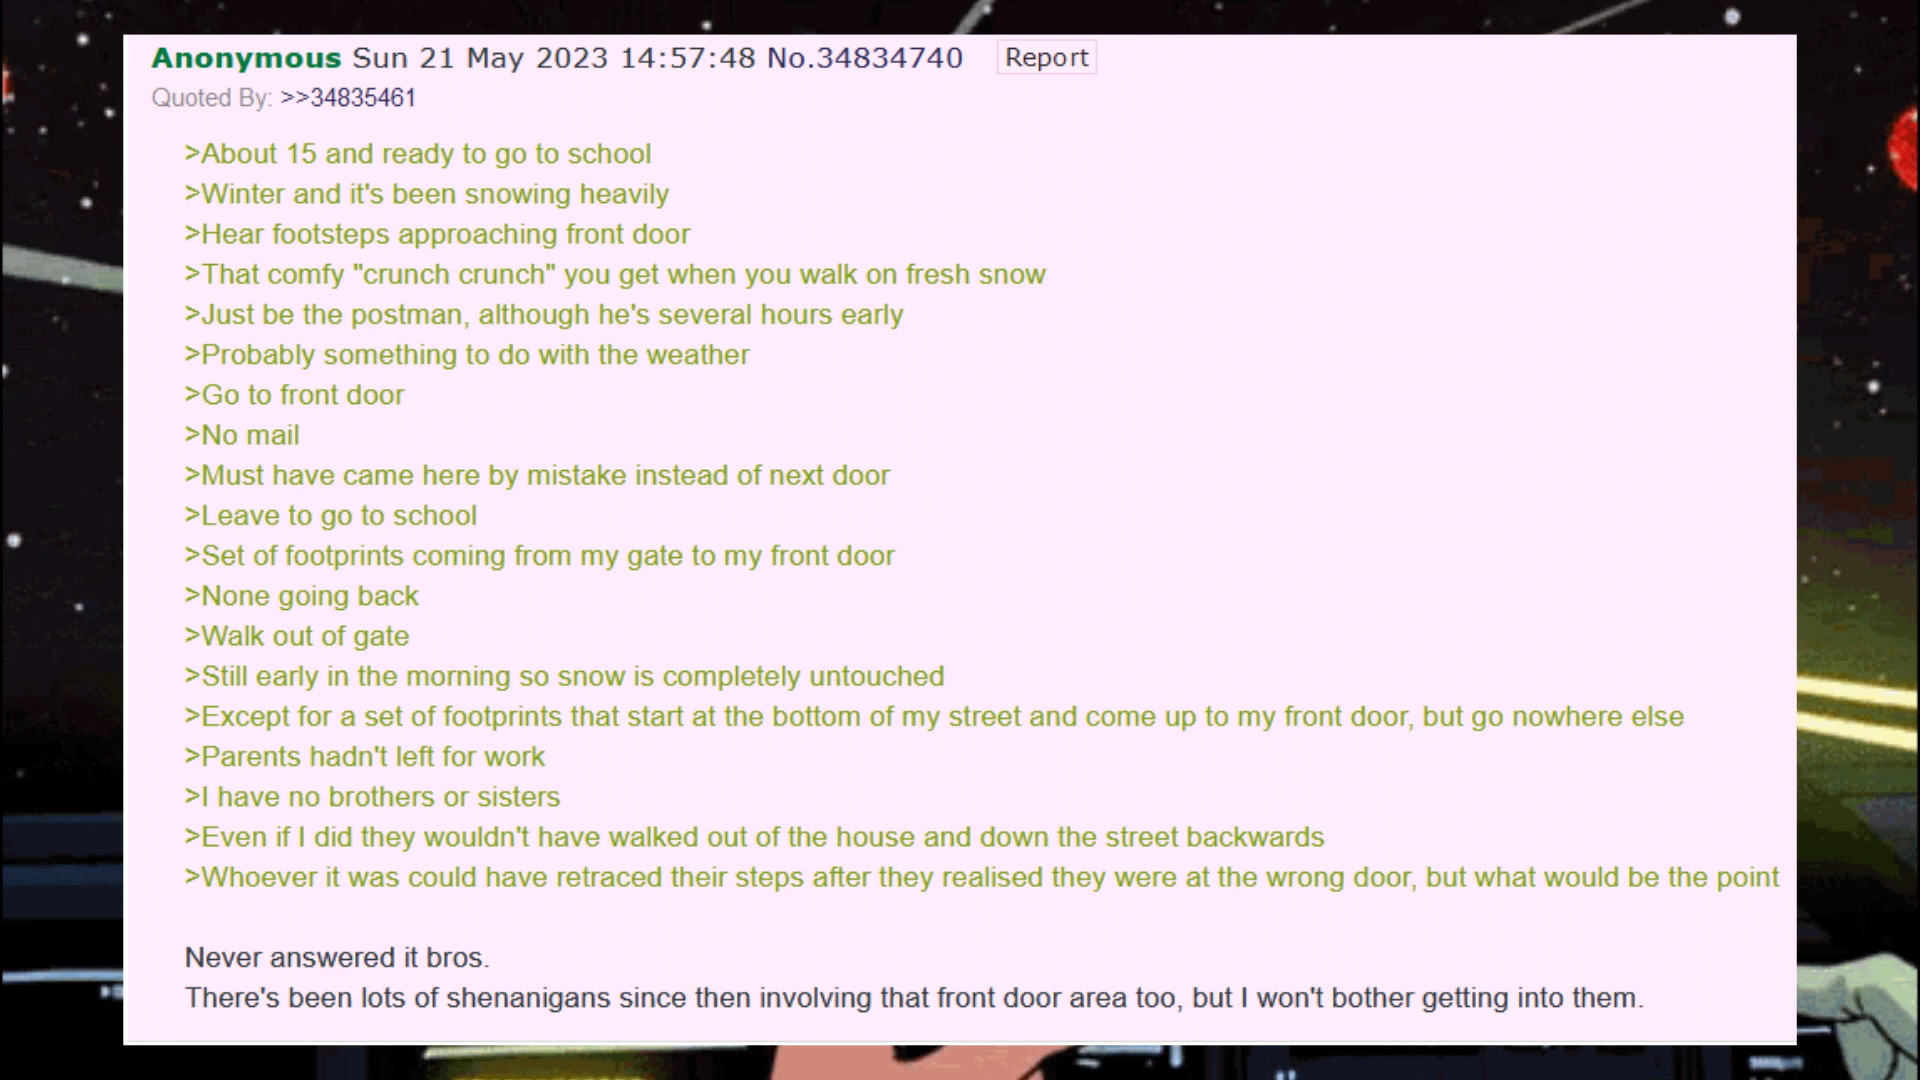 Anonymous Sun 21 May 2023 14:57:48 No.34834740 Report
Quoted By: >>34835461
>About 15 and ready to go to school
>Winter and it's been snowing heavily
>Hear footsteps approaching front door
>That comfy "crunch crunch" you get when you walk on fresh snow
>Just be the postman, although he's several hours early
>Probably something to do with the weather
>Go to front door
>No mail
>Must have came here by mistake instead of next door
>Leave to go to school
>Set of footprints coming from my gate to my front door
>None going back
>Walk out of gate
>Still early in the morning so snow is completely untouched
>Except for a set of footprints that start at the bottom of my street and come up to my front door, but go nowhere else
>Parents hadn't left for work
>I have no brothers or sisters
>Even if I did they wouldn't have walked out of the house and down the street backwards
>Whoever it was could have retraced their steps after they realised they were at the wrong door, but what would be the point
Never answered it bros.
There's been lots of shenanigans since then involving that front door area too, but I won't bother getting into them.